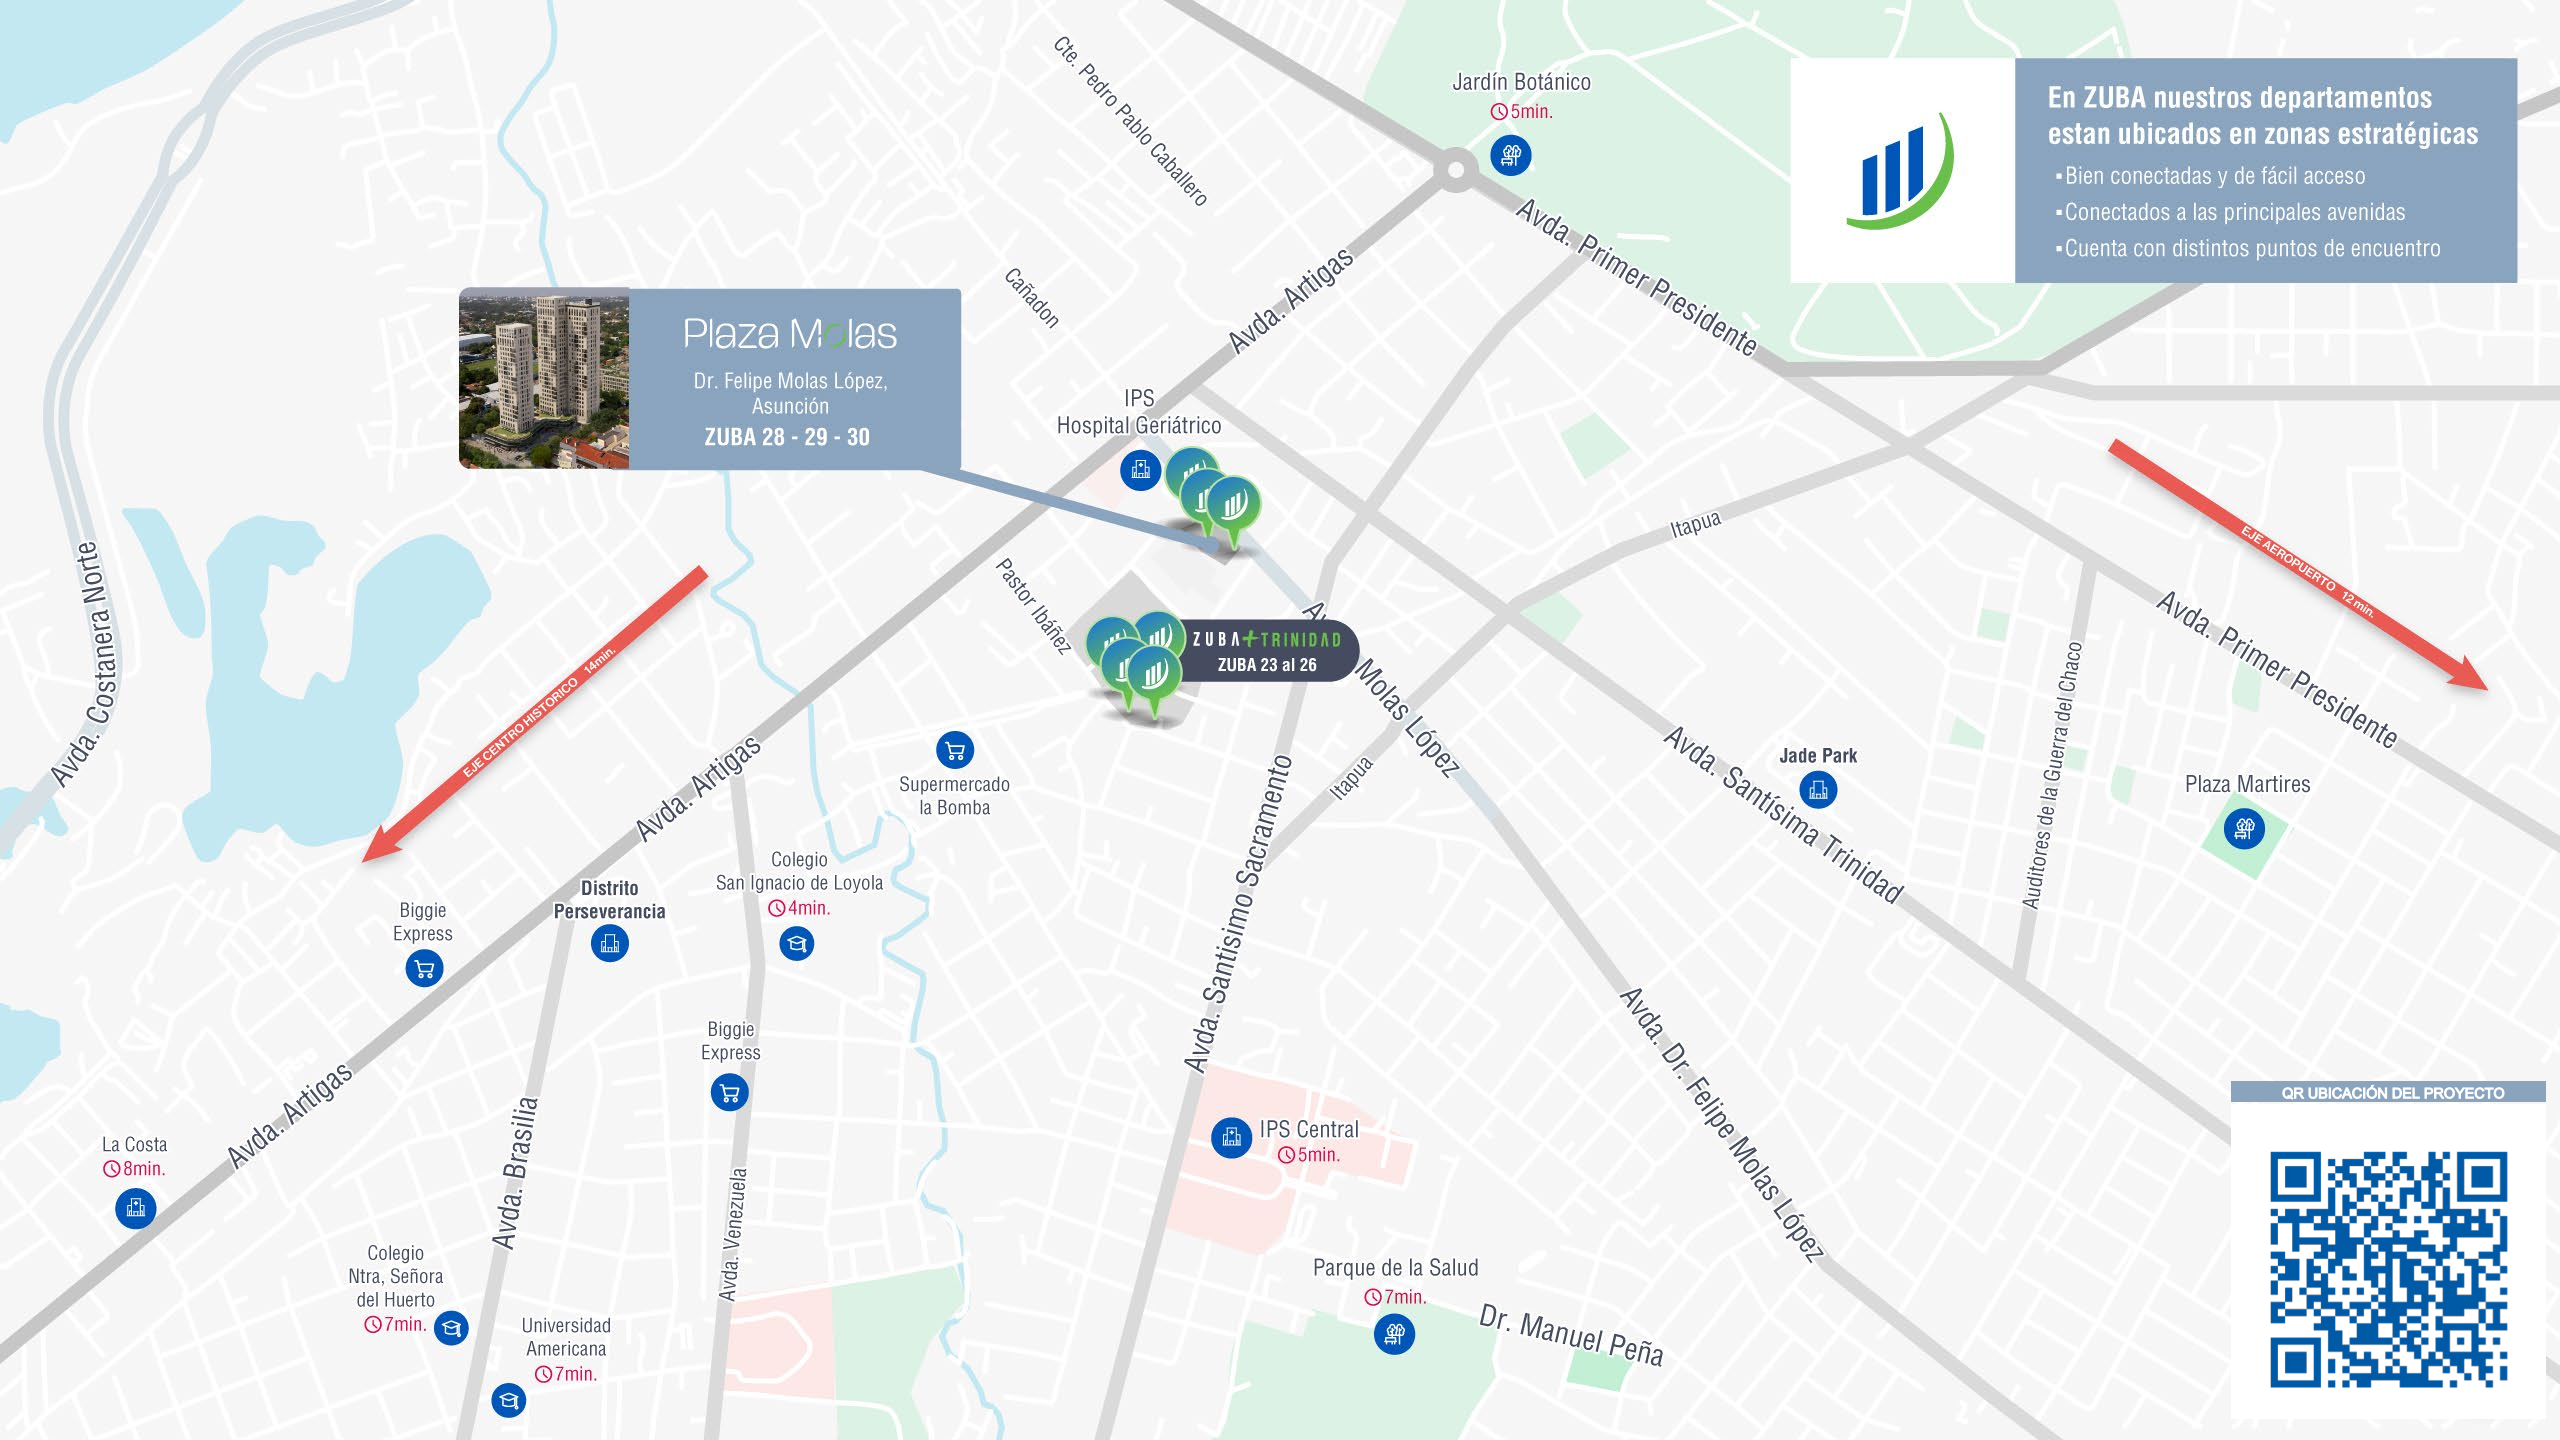 Cte. Pedro Pablo Caballero
Jardín Botánico
5min.
En ZUBA nuestros departamentos
estan ubicados en zonas estratégicas
▪Bien conectadas y de fácil acceso
▪Conectados a las principales avenidas
▪Cuenta con distintos puntos de encuentro
Avda. Primer Presidente
Avda. Artigas
Cañadon
Plaza Molas
Dr. Felipe Molas López,
Asunción
ZUBA 28 - 29 - 30
IPS
Hospital Geriátrico
Itapua
EJE AEROPUERTO 12 min.
Avda. Costanera Norte
Pastor Ibáñez
EJE CENTRO HISTORICO 14min.
ZUBA+TRINIDAD
ZUBA 23 al 26
Molas López
Avda. Primer Presidente
Auditores de la Guerra del Chaco
Avda. Artigas
Supermercado
la Bomba
Itapua
Avda. Santísima Trinidad
Jade Park
Plaza Martires
Avda. Santisimo Sacramento
Colegio
San Ignacio de Loyola
4min.
Distrito
Perseverancia
Biggie
Express
Biggie
Express
Avda. Dr. Felipe Molas López
Avda. Artigas
Avda. Brasilia
Avda. Venezuela
La Costa
8min.
IPS Central
5min.
QR UBICACIÓN DEL PROYECTO
Colegio
Ntra, Señora
del Huerto
7min.
Universidad
Americana
7min.
Parque de la Salud
7min.
Dr. Manuel Peña